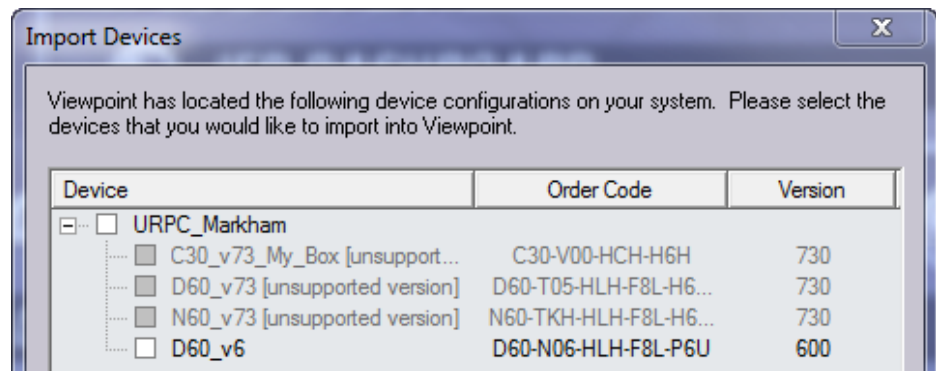 Import Devices
Viewpoint has located the following device configurations on your system. Please select the
devices that you would like to import into Viewpoint.
Device Order Code Version
URPC_Markham
C30_v73_My_Box [unsupport... C30-V00-HCH-H6H 730
D60_v73 [unsupported version] D60-T05-HLH-F8L-H6... 730
N60_v73 [unsupported version] N60-TKH-HLH-F8L-H6... 730
D60_v6 D60-N06-HLH-F8L-P6U 600